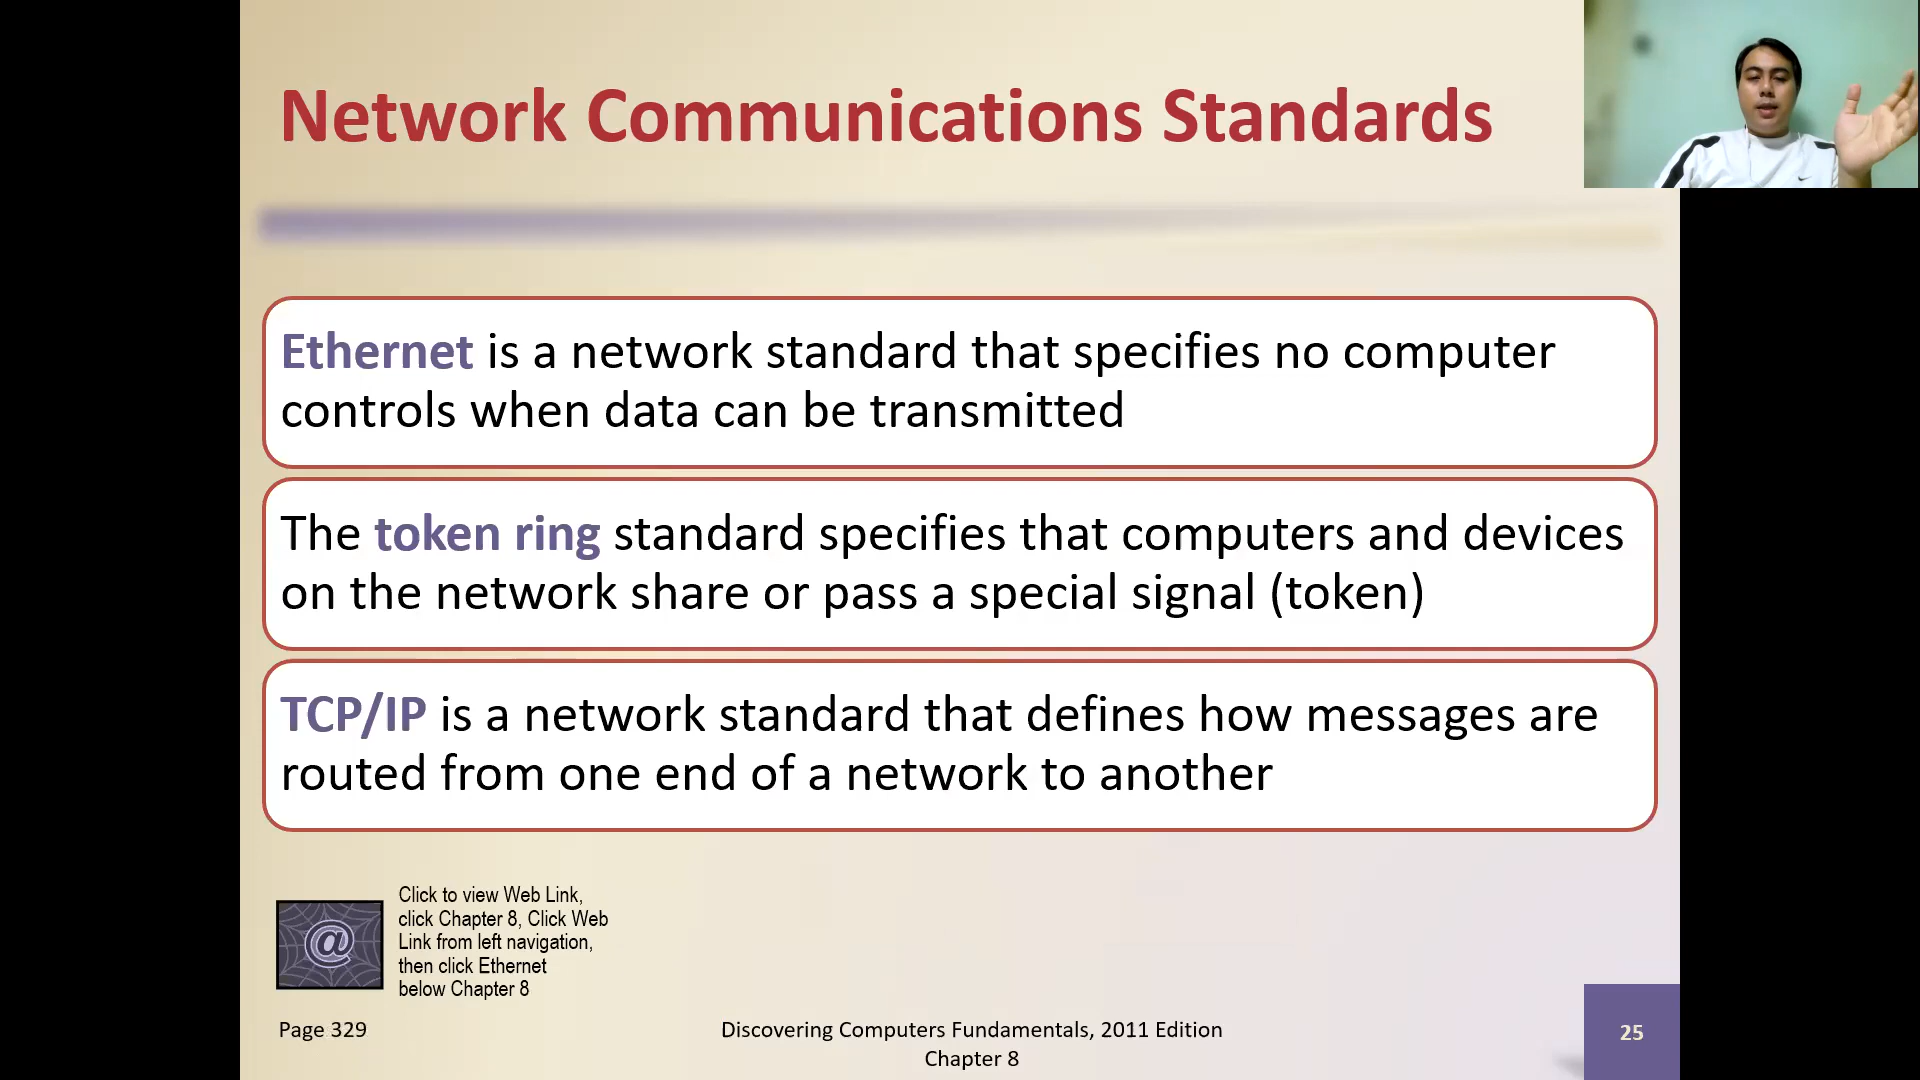 Network Communications Standards
Ethernet is a network standard that specifies no computer
controls when data can be transmitted
The token ring standard specifies that computers and devices
on the network share or pass a special signal (token)
TCP/IP is a network standard that defines how messages are
routed from one end of a network to another
@
Click to view Web Link,
click Chapter 8, Click Web
Link from left navigation,
then click Ethernet
below Chapter 8
Page 329
Discovering Computers Fundamentals, 2011 Edition
Chapter 8
25